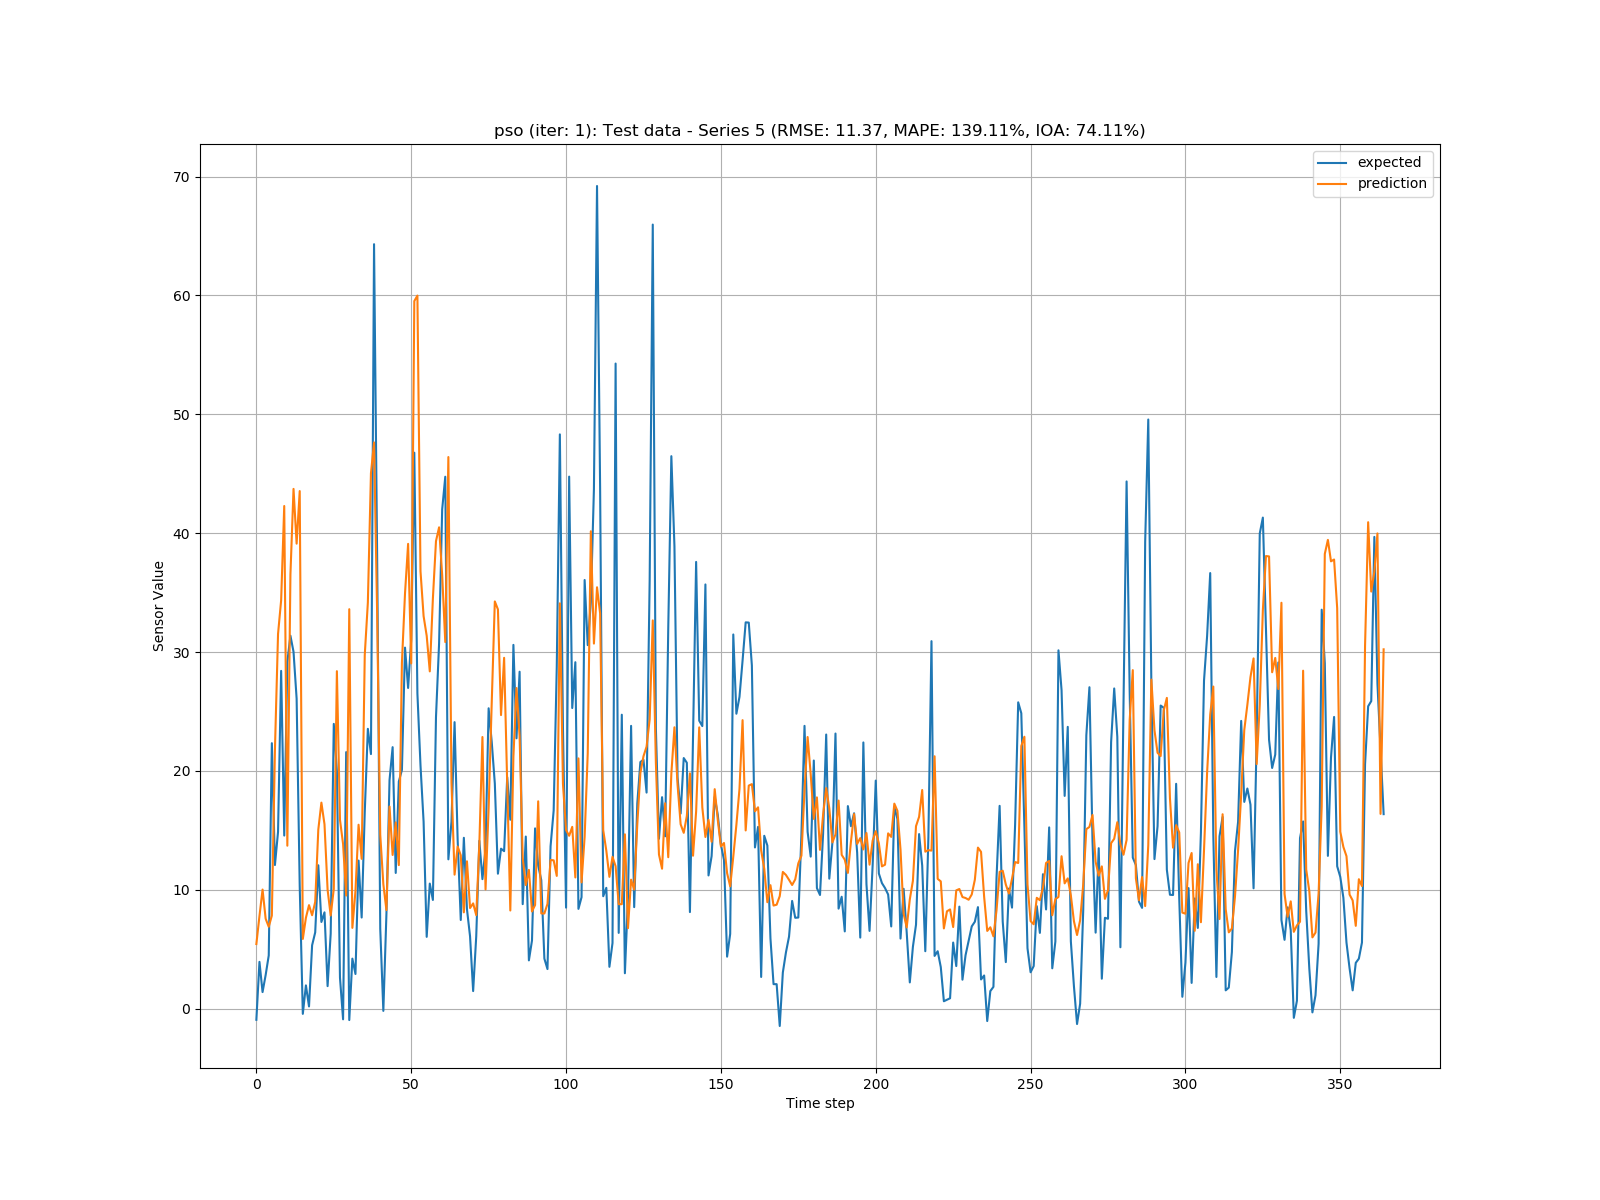 pso (iter: 1): Test data - Series 5 (RMSE: 11.37, MAPE: 139.11%, IOA: 74.11%)
expected
prediction
70
60
50
40
30
20
10
0
Sensor Value
0 50 100 150 200 250 300 350
Time step